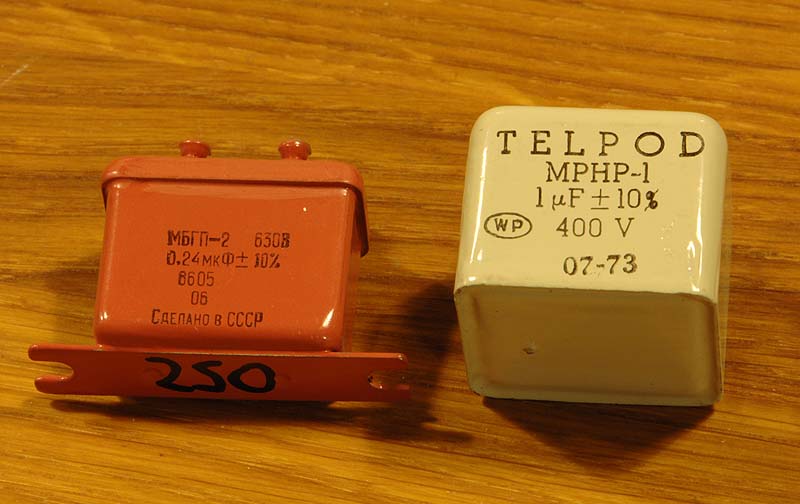 МБГП-2 630В
0.24мкФ± 10%
8605
06
СДЕЛАНО В СССР
250
TELPOD
MPHP-1
1 µF ± 10%
WP 400 V
07-73